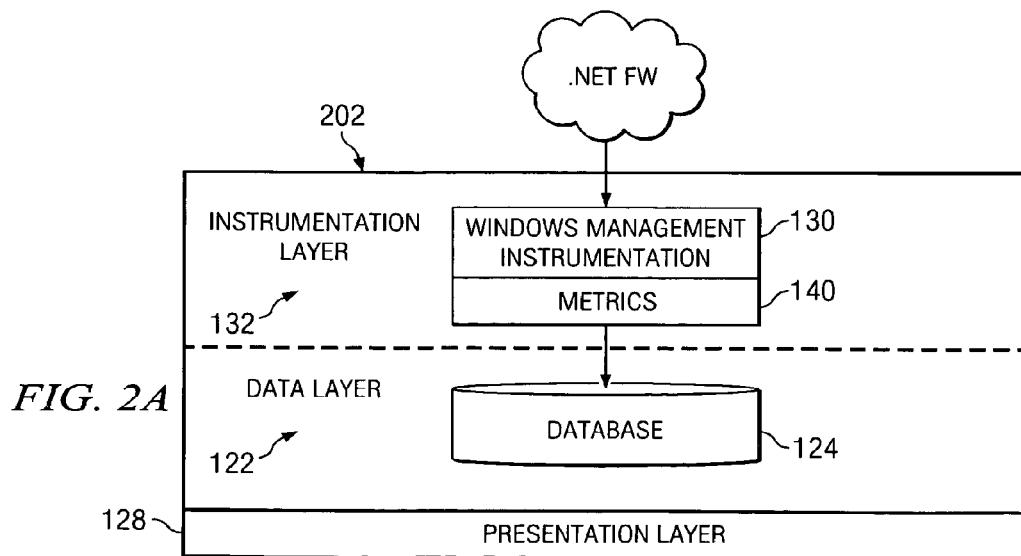 .NET FW
202
INSTRUMENTATION
LAYER
132
WINDOWS MANAGEMENT
INSTRUMENTATION
130
METRICS
140
FIG. 2A
DATA LAYER
122
DATABASE
124
128
PRESENTATION LAYER